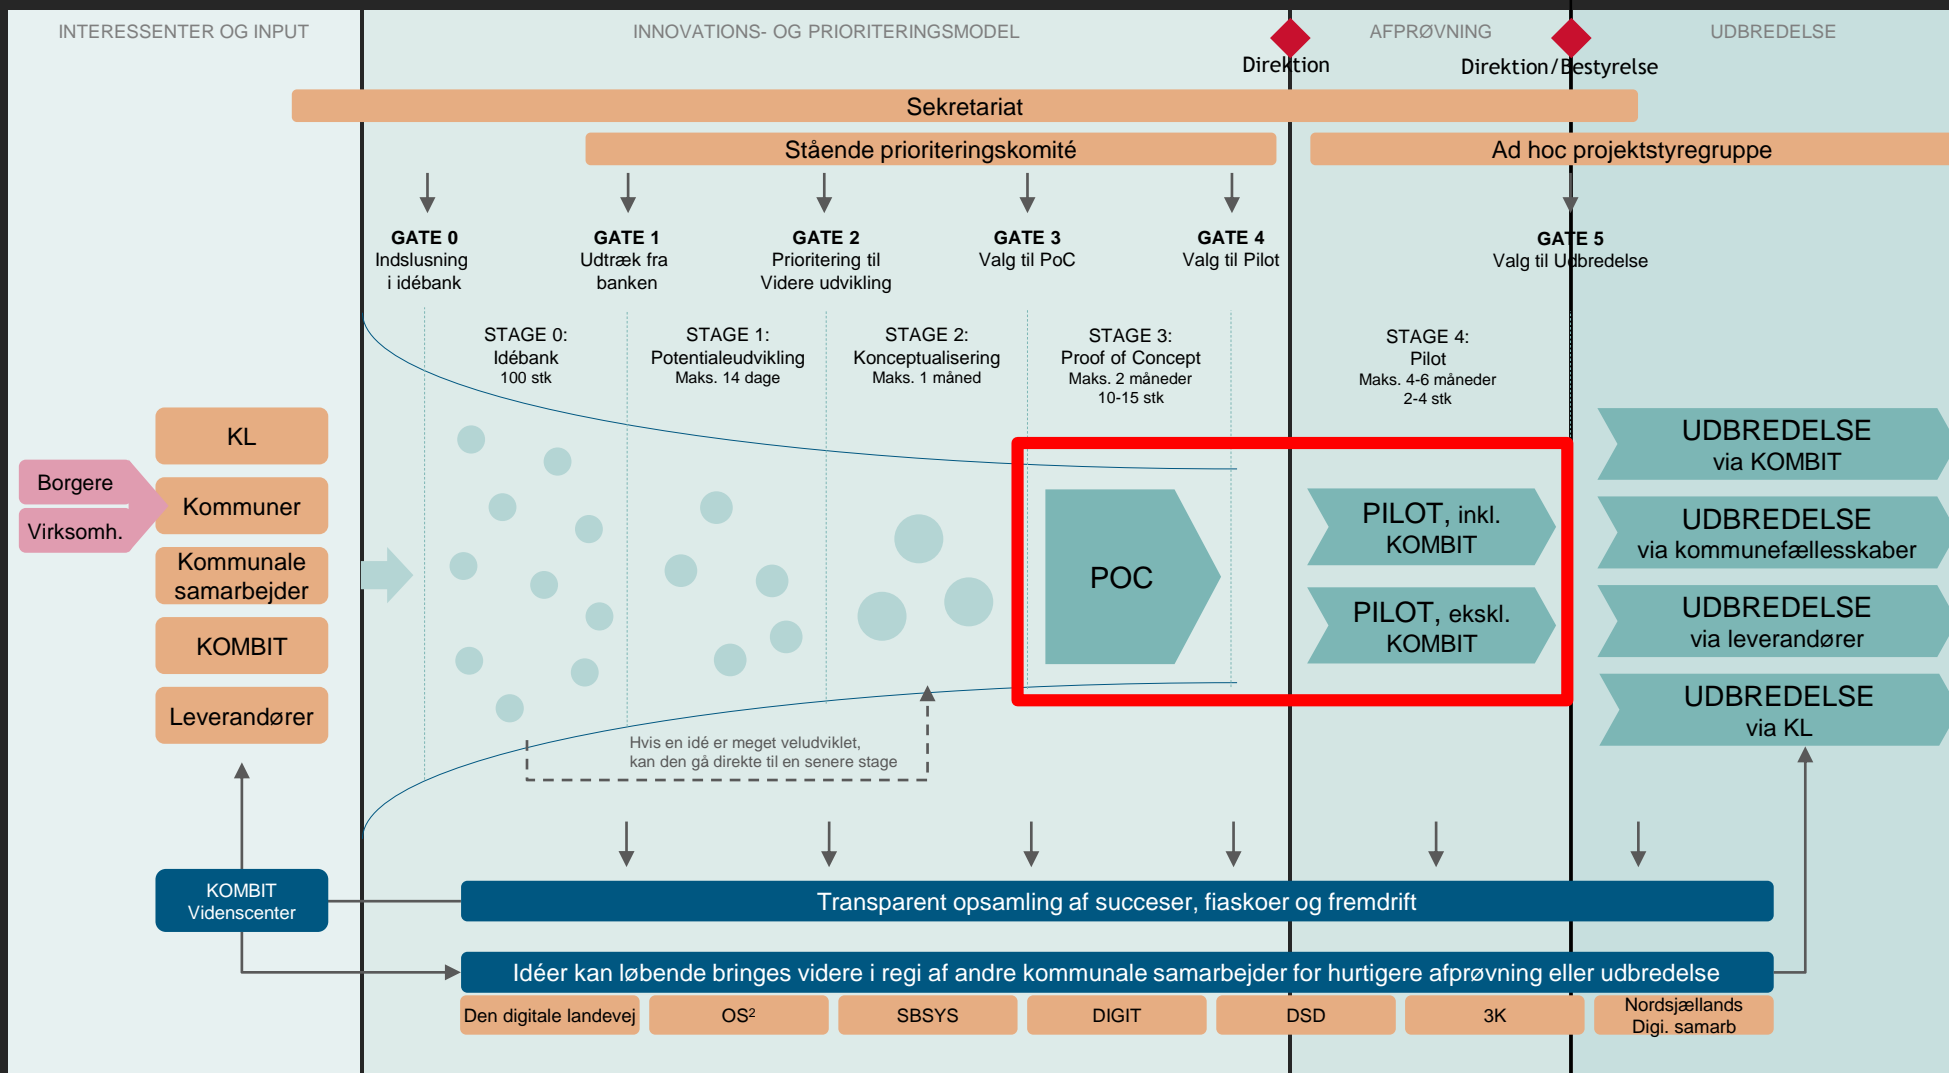 INTERESSENTER OG INPUT
INNOVATIONS- OG PRIORITERINGSMODEL
AFPRØVNING
UDBREDELSE
Direktion
Direktion/Bestyrelse
Sekretariat
Stående prioriteringskomité
Ad hoc projektstyregruppe
GATE 0
Indslusning
i idébank
GATE 1
Udtræk fra
banken
GATE 2
Prioritering til
Videre udvikling
GATE 3
Valg til PoC
GATE 4
Valg til Pilot
GATE 5
Valg til Udbredelse
STAGE 0:
Idébank
100 stk
STAGE 1:
Potentialeudvikling
Maks. 14 dage
STAGE 2:
Konceptualisering
Maks. 1 måned
STAGE 3:
Proof of Concept
Maks. 2 måneder
10-15 stk
STAGE 4:
Pilot
Maks. 4-6 måneder
2-4 stk
Borgere
Virksomh.
KL
Kommuner
Kommunale
samarbejder
KOMBIT
Leverandører
POC
PILOT, inkl.
KOMBIT
PILOT, ekskl.
KOMBIT
UDBREDELSE
via KOMBIT
UDBREDELSE
via kommunefællesskaber
UDBREDELSE
via leverandører
UDBREDELSE
via KL
Hvis en idé er meget veludviklet,
kan den gå direkte til en senere stage
KOMBIT
Videnscenter
Transparent opsamling af succeser, fiaskoer og fremdrift
Idéer kan løbende bringes videre i regi af andre kommunale samarbejder for hurtigere afprøvning eller udbredelse
Den digitale landevej
OS²
SBSYS
DIGIT
DSD
3K
Nordsjællands
Digi. samarb